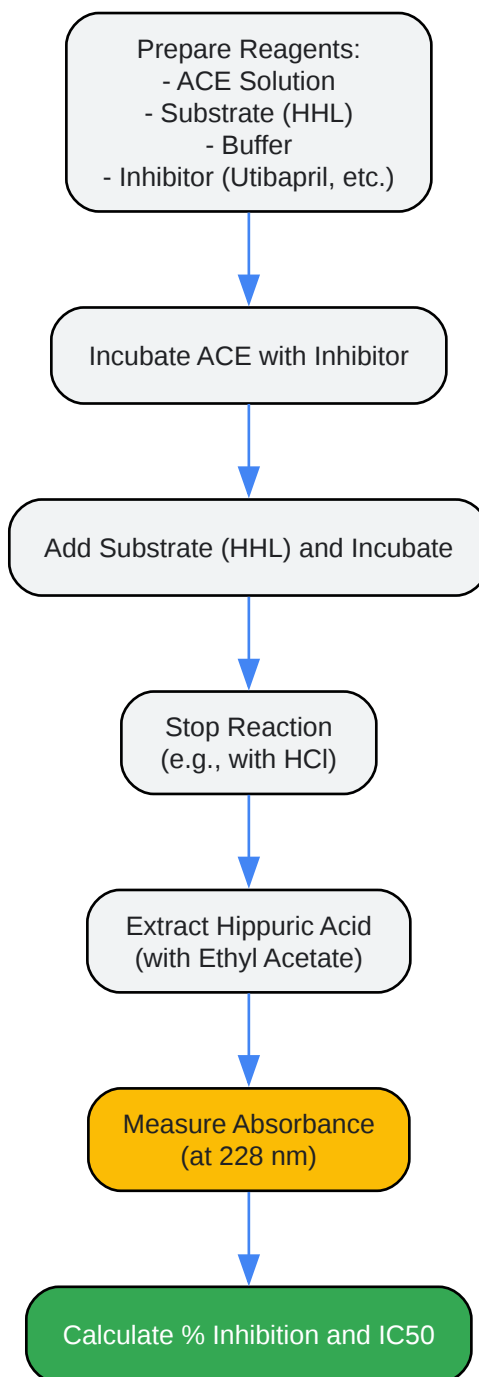 Prepare Reagents:
- ACE Solution
- Substrate (HHL)
- Buffer
- Inhibitor (Utibapril, etc.)
Incubate ACE with Inhibitor
Add Substrate (HHL) and Incubate
Stop Reaction
(e.g., with HCl)
Extract Hippuric Acid
(with Ethyl Acetate)
Measure Absorbance
(at 228 nm)
Calculate % Inhibition and IC50